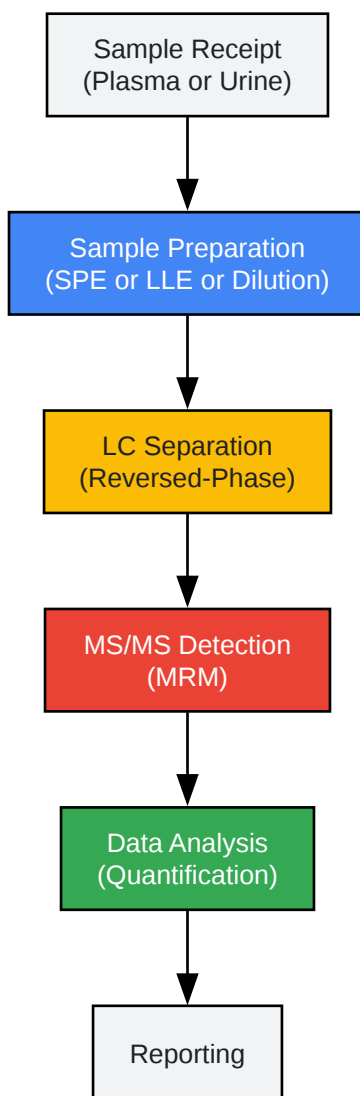 Sample Receipt
(Plasma or Urine)
Sample Preparation
(SPE or LLE or Dilution)
LC Separation
(Reversed-Phase)
MS/MS Detection
(MRM)
Data Analysis
(Quantification)
Reporting